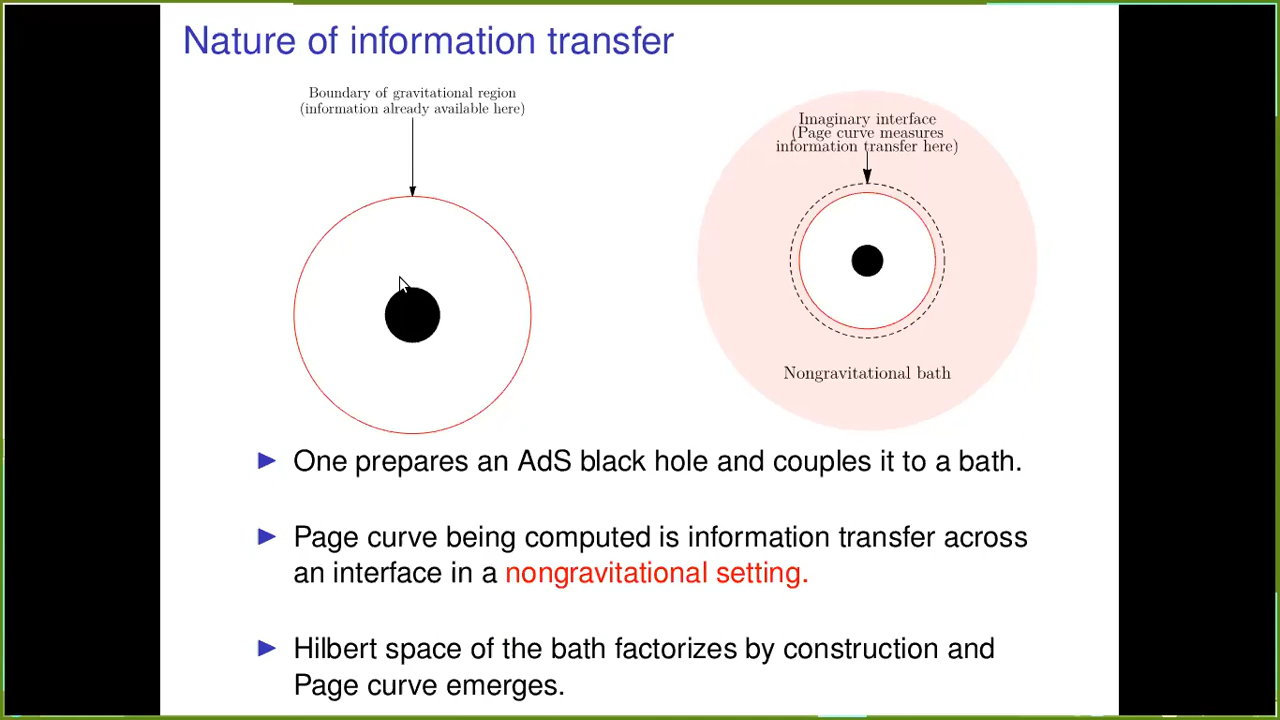 Nature of information transfer
Boundary of gravitational region
(information already available here)
Imaginary interface
(Page curve measures
information transfer here)
Nongravitational bath
One prepares an AdS black hole and couples it to a bath.
Page curve being computed is information transfer across
an interface in a nongravitational setting.
Hilbert space of the bath factorizes by construction and
Page curve emerges.